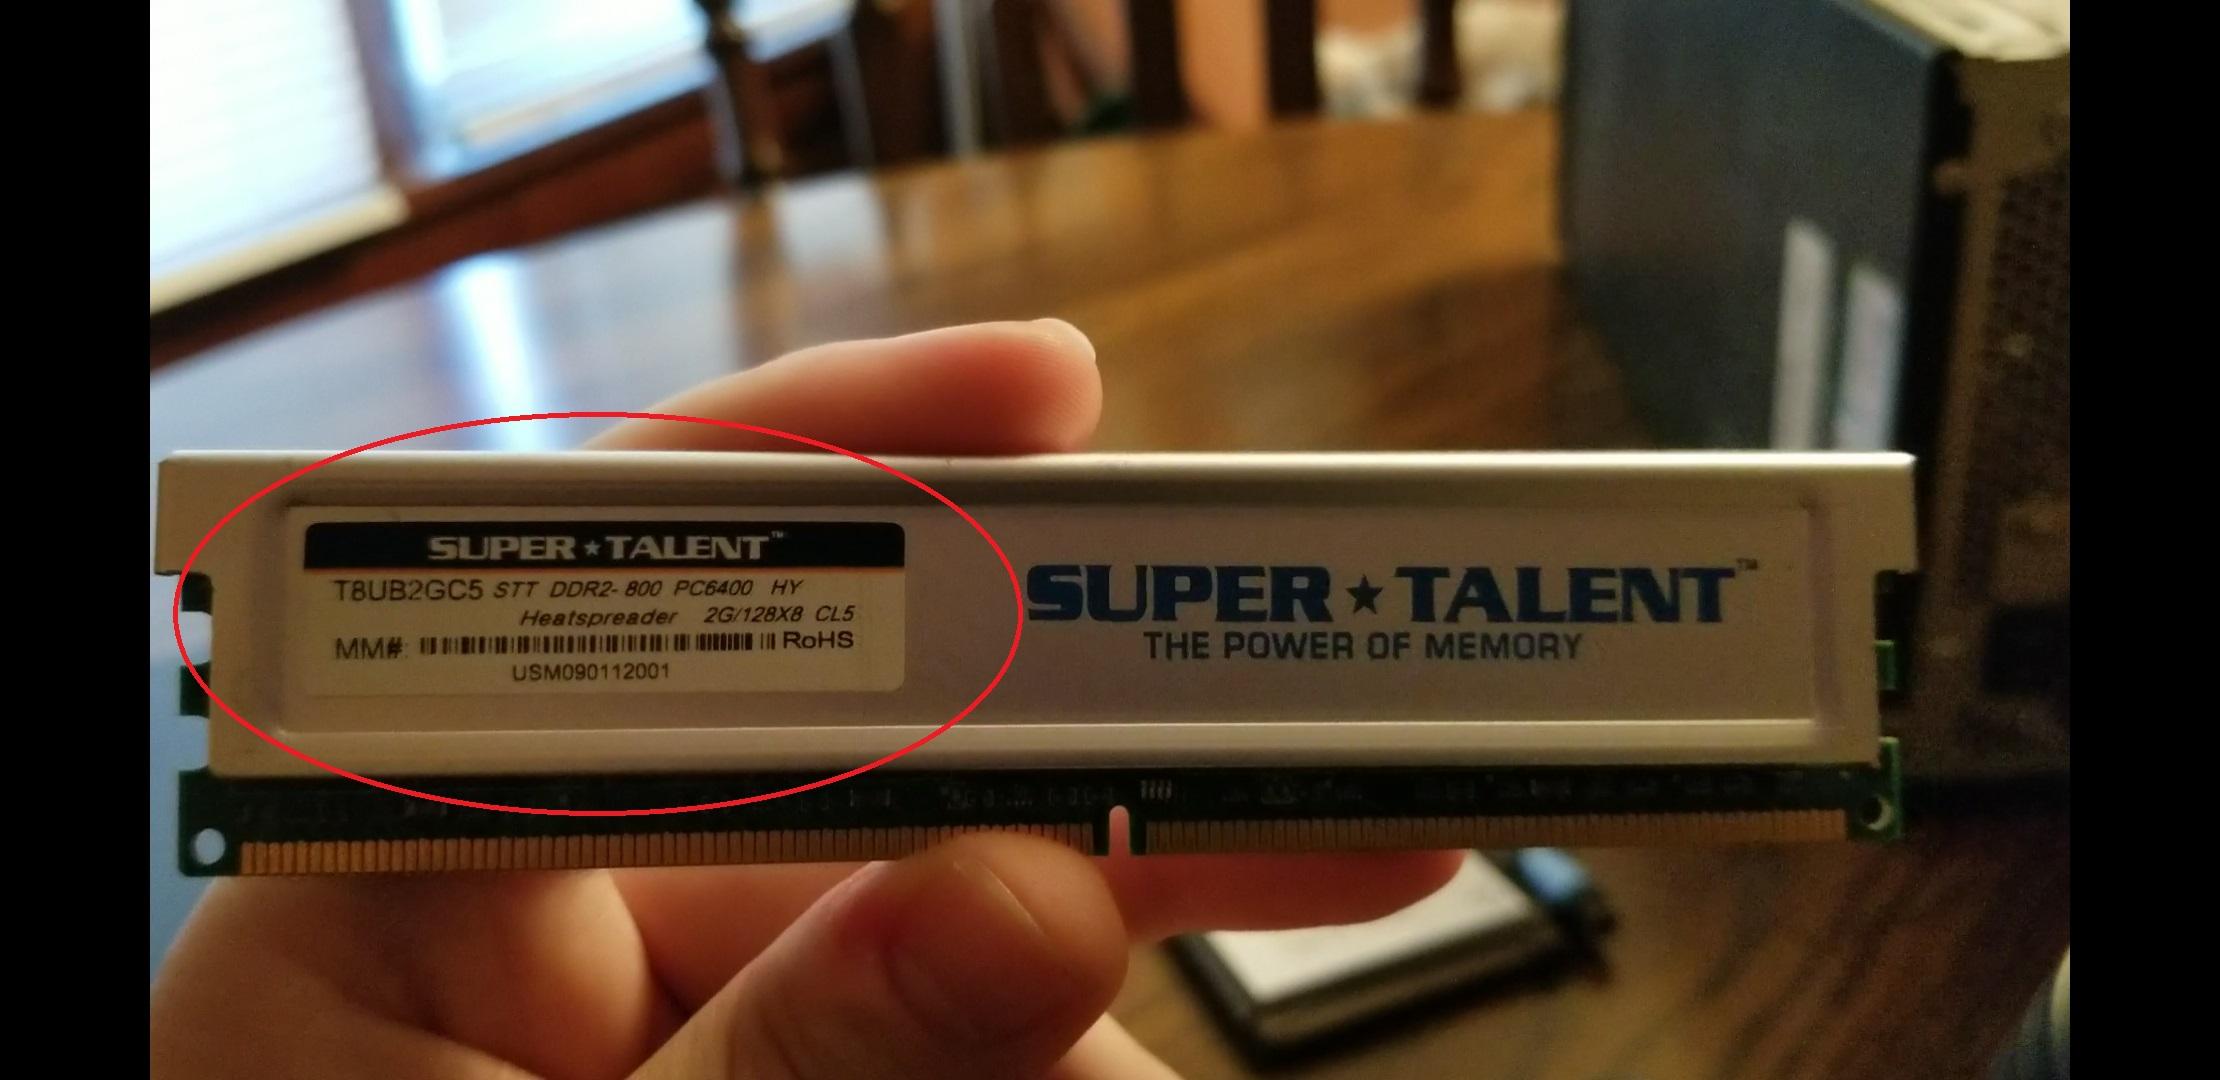 SUPER★TALENT™
T8UB2GC5 STT DDR2-800 PC6400 HY
Heatspreader 2G/128X8 CL5
MM#: RoHS
USM090112001
SUPER★TALENT™
THE POWER OF MEMORY